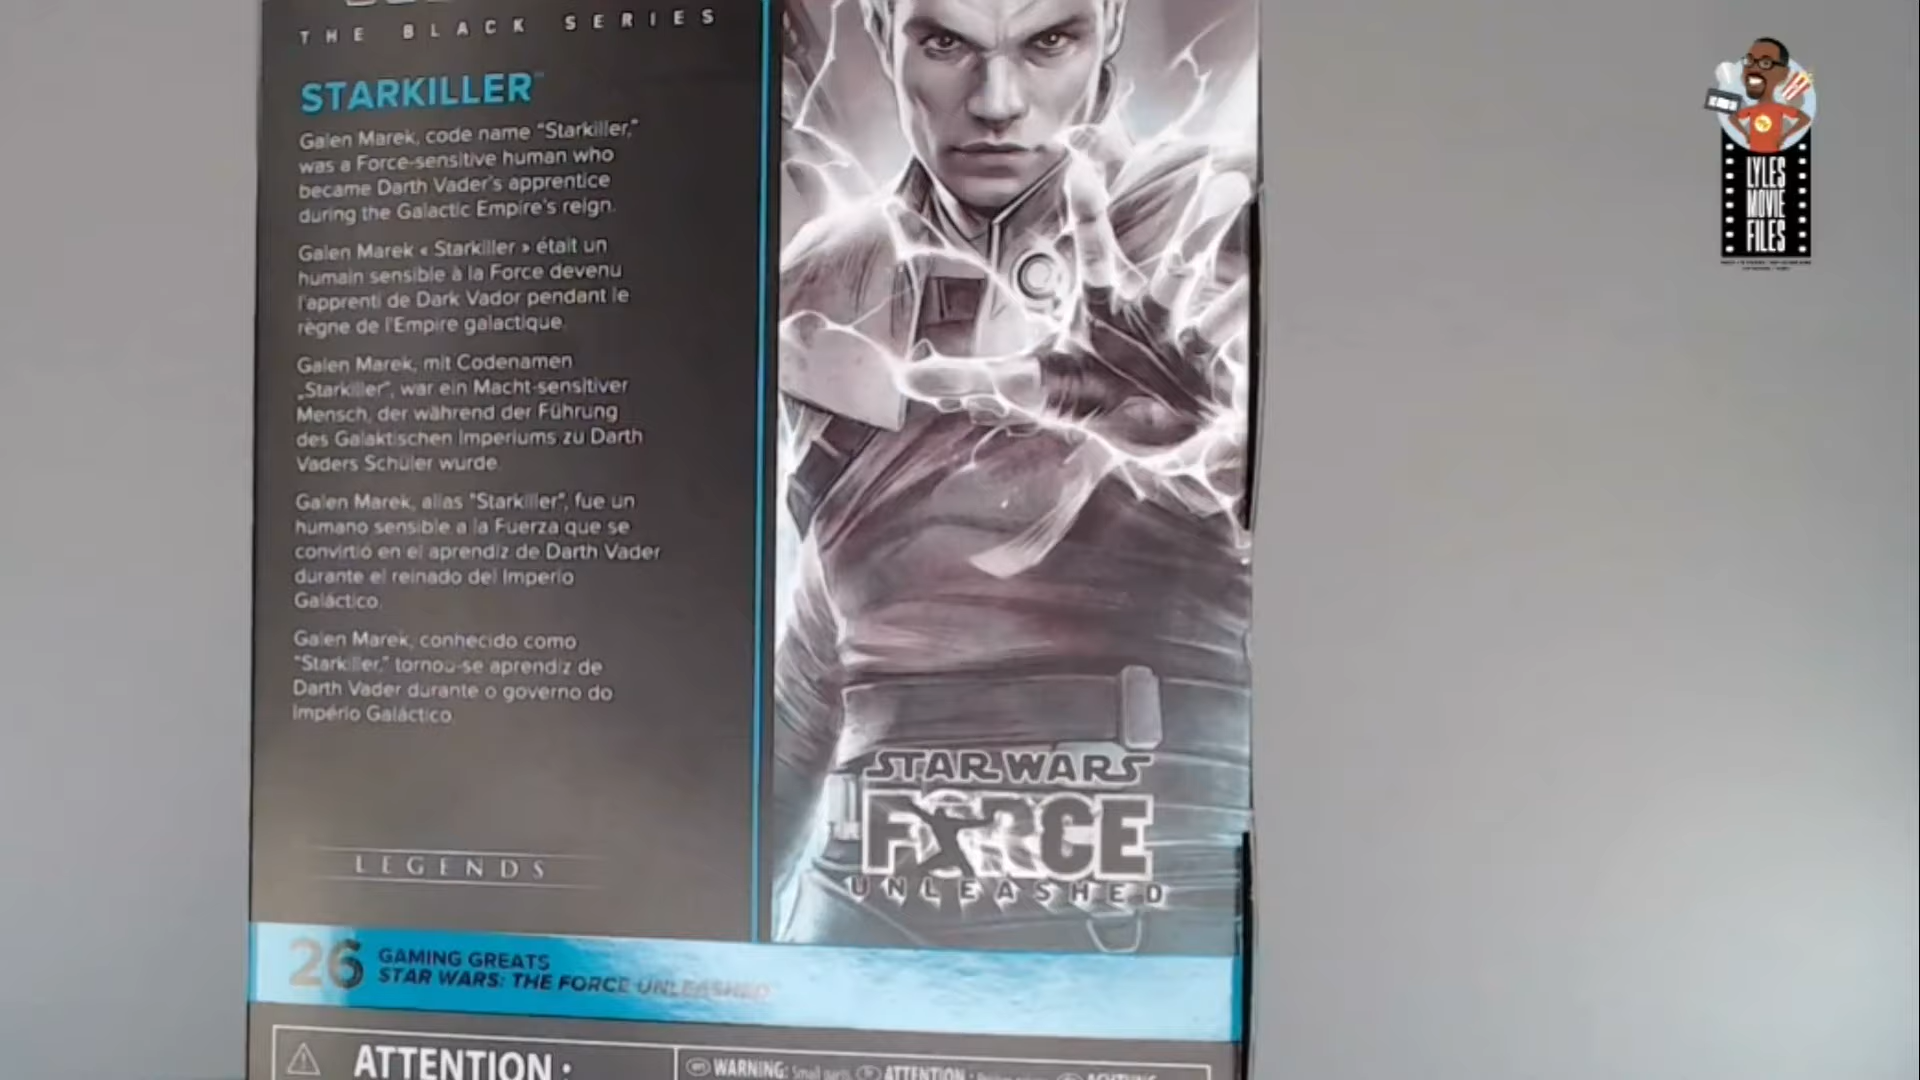 THE BLACK SERIES
STARKILLER™
Galen Marek, code name “Starkiller,”
was a Force-sensitive human who
became Darth Vader's apprentice
during the Galactic Empire's reign.
Galen Marek « Starkiller » était un
humain sensible à la Force devenu
l'apprenti de Dark Vador pendant le
règne de l'Empire galactique.
Galen Marek, mit Codenamen
„Starkiller“, war ein Macht-sensitiver
Mensch, der während der Führung
des Galaktischen Imperiums zu Darth
Vaders Schüler wurde.
Galen Marek, alias "Starkiller", fue un
humano sensible a la Fuerza que se
convirtió en el aprendiz de Darth Vader
durante el reinado del Imperio
Galáctico.
Galen Marek, conhecido como
"Starkiller," tornou-se aprendiz de
Darth Vader durante o governo do
Império Galáctico.
LEGENDS
STAR WARS
FORCE
UNLEASHED
26
GAMING GREATS
STAR WARS: THE FORCE UNLEASHED
ATTENTION :
WARNING: Small parts. ATTENTION : ACHTUNG:
LYLES
MOVIE
FILES